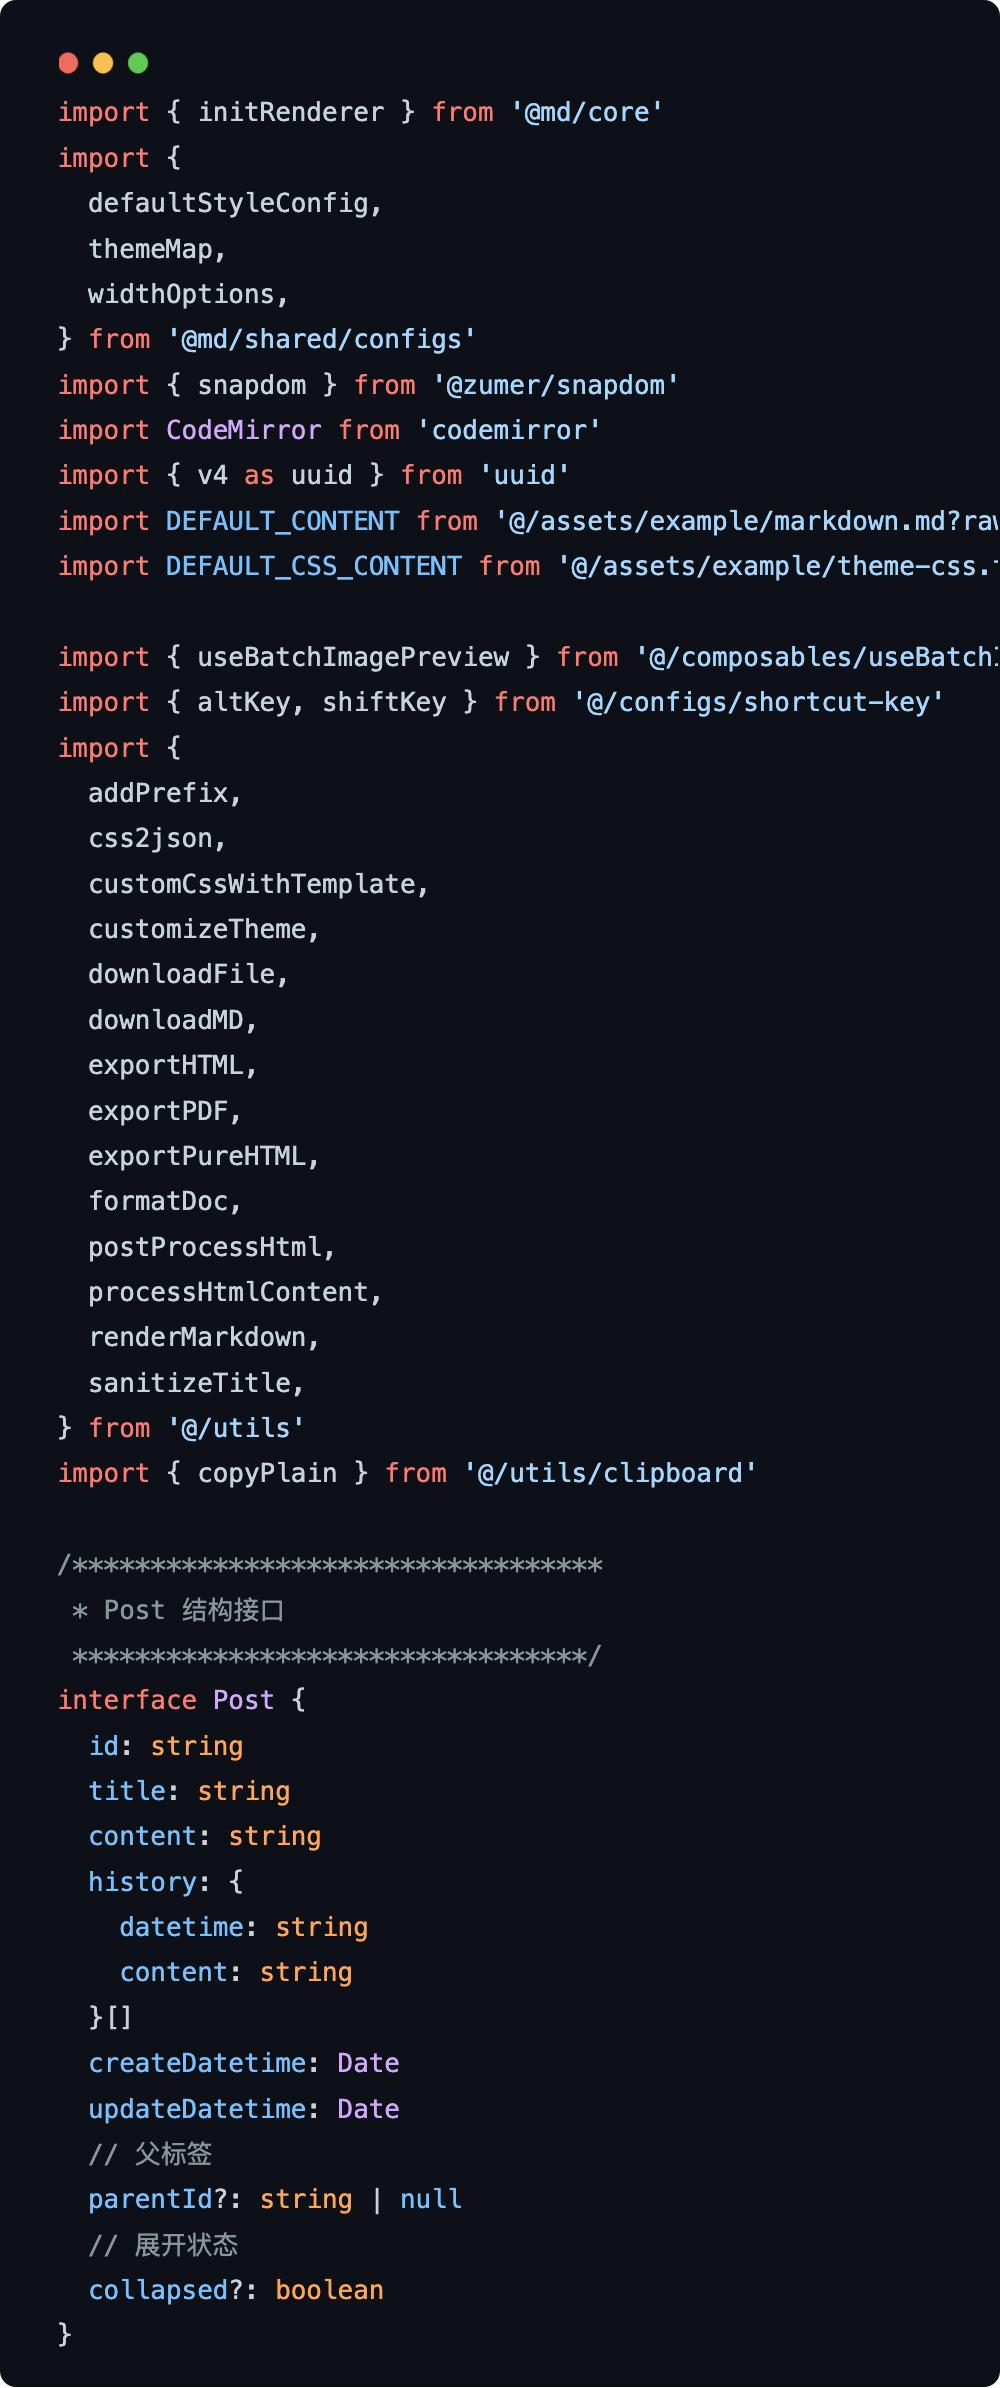 import { initRenderer } from '@md/core'
import {
  defaultStyleConfig,
  themeMap,
  widthOptions,
} from '@md/shared/configs'
import { snapdom } from '@zumer/snapdom'
import CodeMirror from 'codemirror'
import { v4 as uuid } from 'uuid'
import DEFAULT_CONTENT from '@/assets/example/markdown.md?raw
import DEFAULT_CSS_CONTENT from '@/assets/example/theme-css.

import { useBatchImagePreview } from '@/composables/useBatch
import { altKey, shiftKey } from '@/configs/shortcut-key'
import {
  addPrefix,
  css2json,
  customCssWithTemplate,
  customizeTheme,
  downloadFile,
  downloadMD,
  exportHTML,
  exportPDF,
  exportPureHTML,
  formatDoc,
  postProcessHtml,
  processHtmlContent,
  renderMarkdown,
  sanitizeTitle,
} from '@/utils'
import { copyPlain } from '@/utils/clipboard'

/**********************************
 * Post 结构接口
 *********************************/
interface Post {
  id: string
  title: string
  content: string
  history: {
    datetime: string
    content: string
  }[]
  createDatetime: Date
  updateDatetime: Date
  // 父标签
  parentId?: string | null
  // 展开状态
  collapsed?: boolean
}